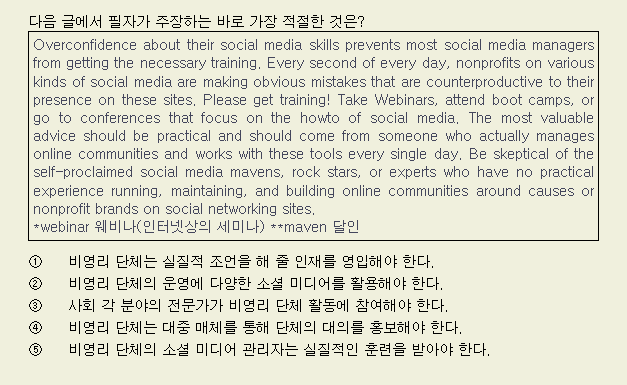 다음 글에서 필자가 주장하는 바로 가장 적절한 것은?
Overconfidence about their social media skills prevents most social media managers
from getting the necessary training. Every second of every day, nonprofits on various
kinds of social media are making obvious mistakes that are counterproductive to their
presence on these sites. Please get training! Take Webinars, attend boot camps, or
go to conferences that focus on the howto of social media. The most valuable
advice should be practical and should come from someone who actually manages
online communities and works with these tools every single day. Be skeptical of the
self-proclaimed social media mavens, rock stars, or experts who have no practical
experience running, maintaining, and building online communities around causes or
nonprofit brands on social networking sites.
*webinar 웨비나(인터넷상의 세미나) **maven 달인
① 비영리 단체는 실질적 조언을 해 줄 인재를 영입해야 한다.
② 비영리 단체의 운영에 다양한 소셜 미디어를 활용해야 한다.
③ 사회 각 분야의 전문가가 비영리 단체 활동에 참여해야 한다.
④ 비영리 단체는 대중 매체를 통해 단체의 대의를 홍보해야 한다.
⑤ 비영리 단체의 소셜 미디어 관리자는 실질적인 훈련을 받아야 한다.